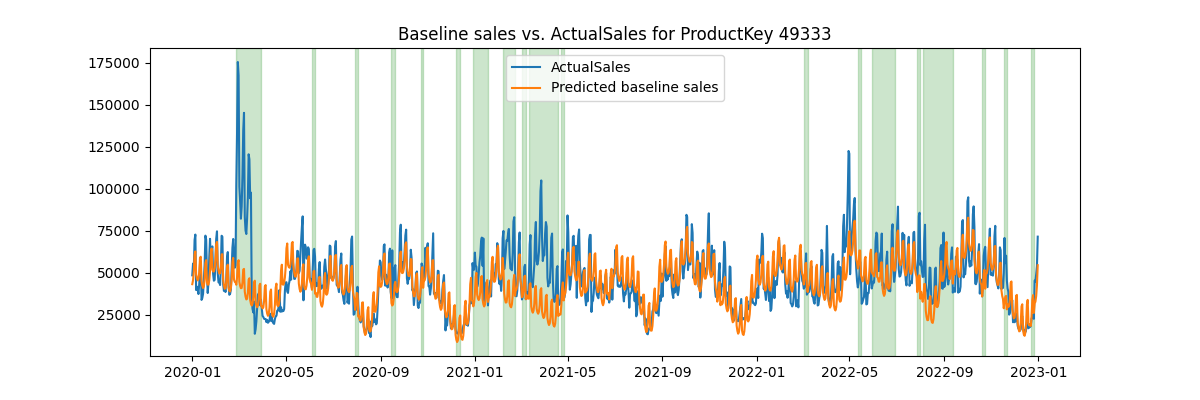 Baseline sales vs. ActualSales for ProductKey 49333
ActualSales
Predicted baseline sales
175000
150000
125000
100000
75000
50000
25000
2020-01 2020-05 2020-09 2021-01 2021-05 2021-09 2022-01 2022-05 2022-09 2023-01